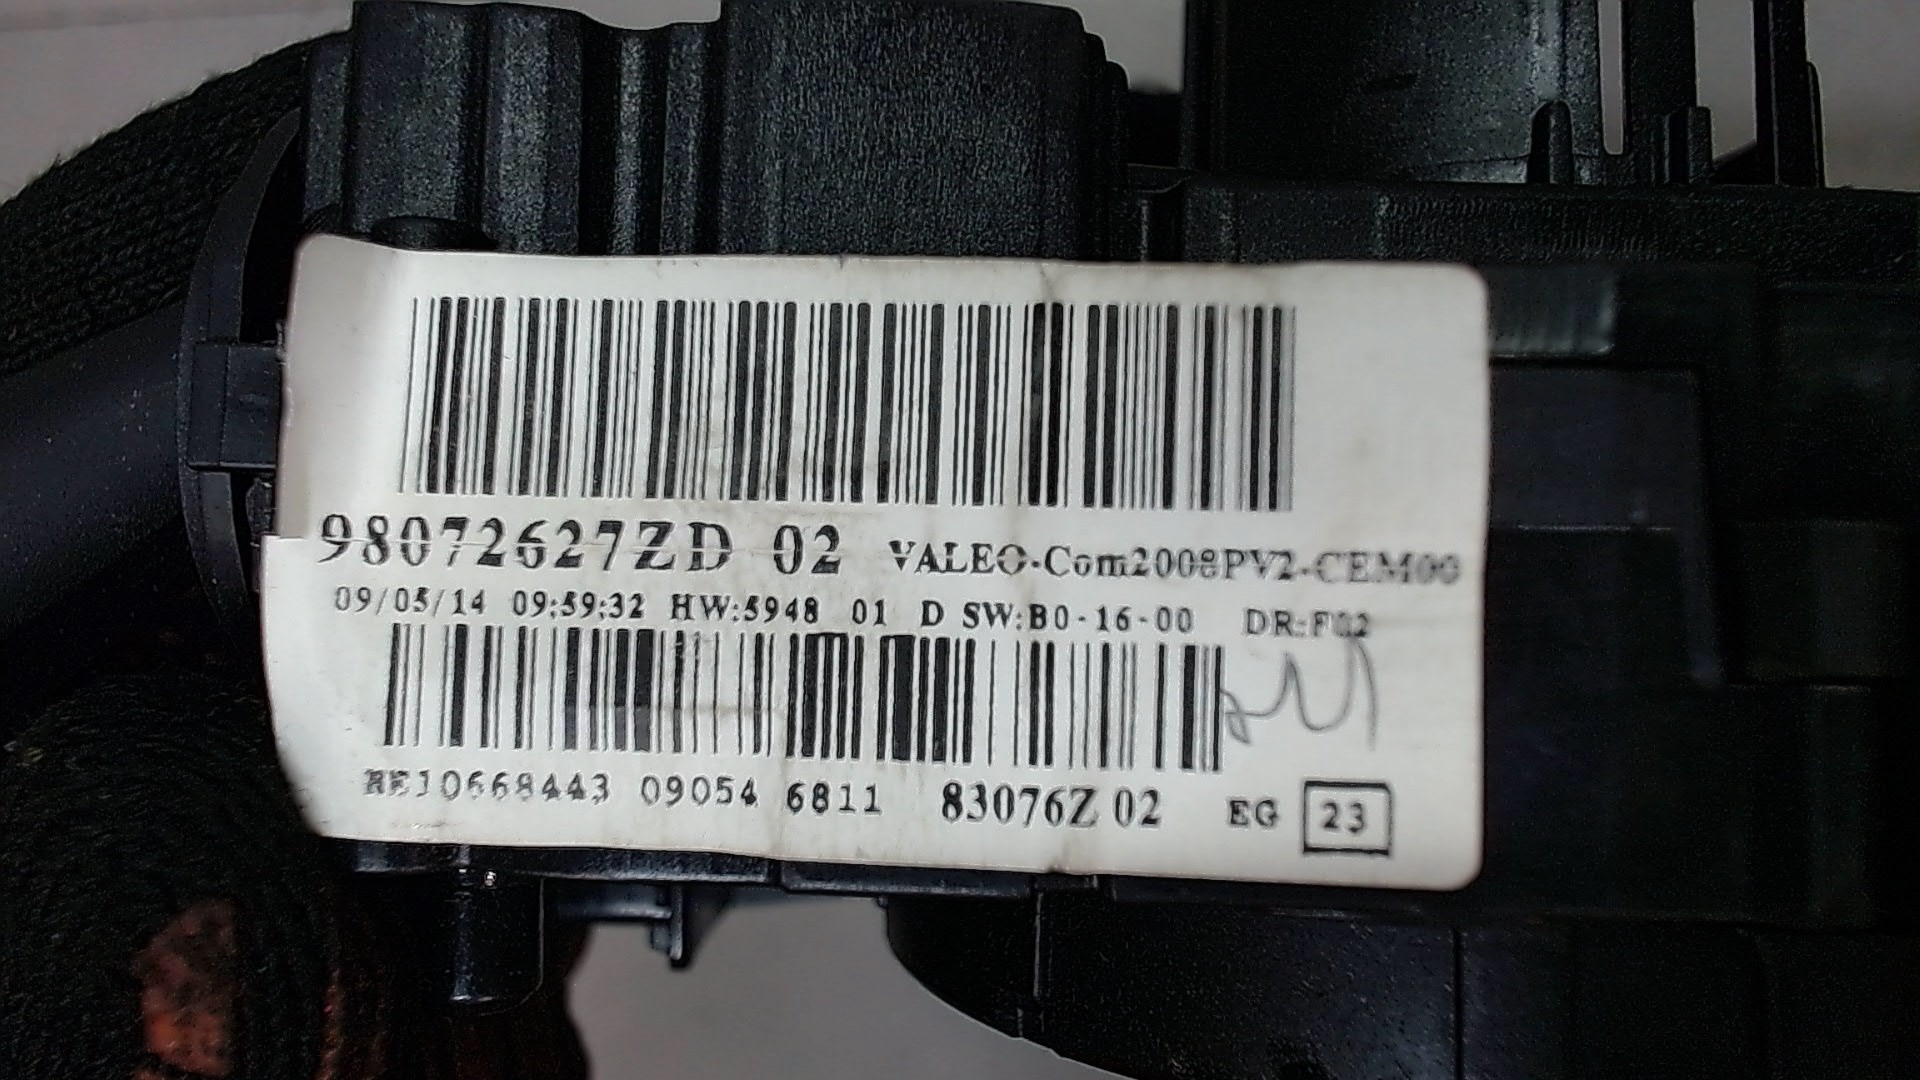 98072627ZD 02 VALEO-Com2008PV2-CEM00
09/05/14 09:59:32 HW:5948 01 D SW:B0-16-00 DR:F02
HE10668443 09054 6811 83076Z 02 EG 23